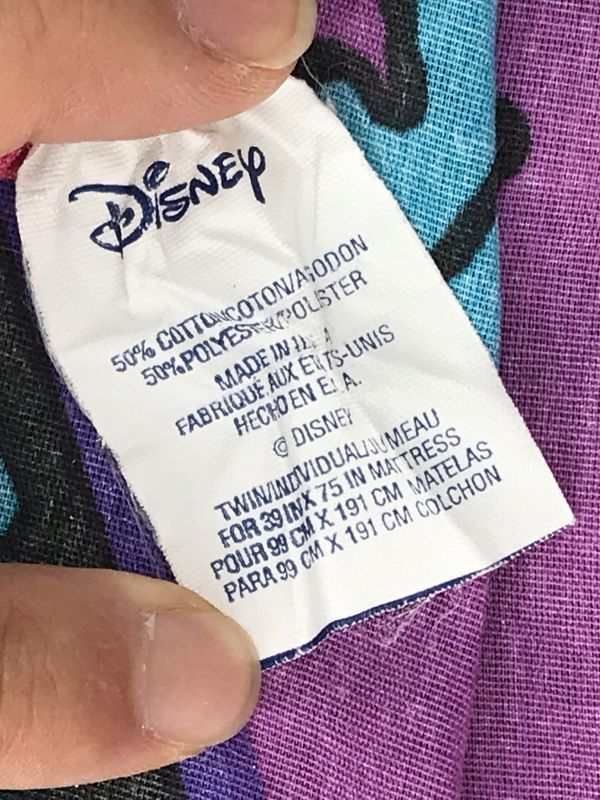 Disney
50% COTTON/COTON/ALGODON
50% POLYESTER/POLIESTER
MADE IN U.S.A.
FABRIQUÉ AUX ETATS-UNIS
HECHO EN E.U.A.
© DISNEY
TWIN/INDIVIDUAL/JUMEAU
FOR 39 IN X 75 IN MATTRESS
POUR 99 CM X 191 CM MATELAS
PARA 99 CM X 191 CM COLCHON